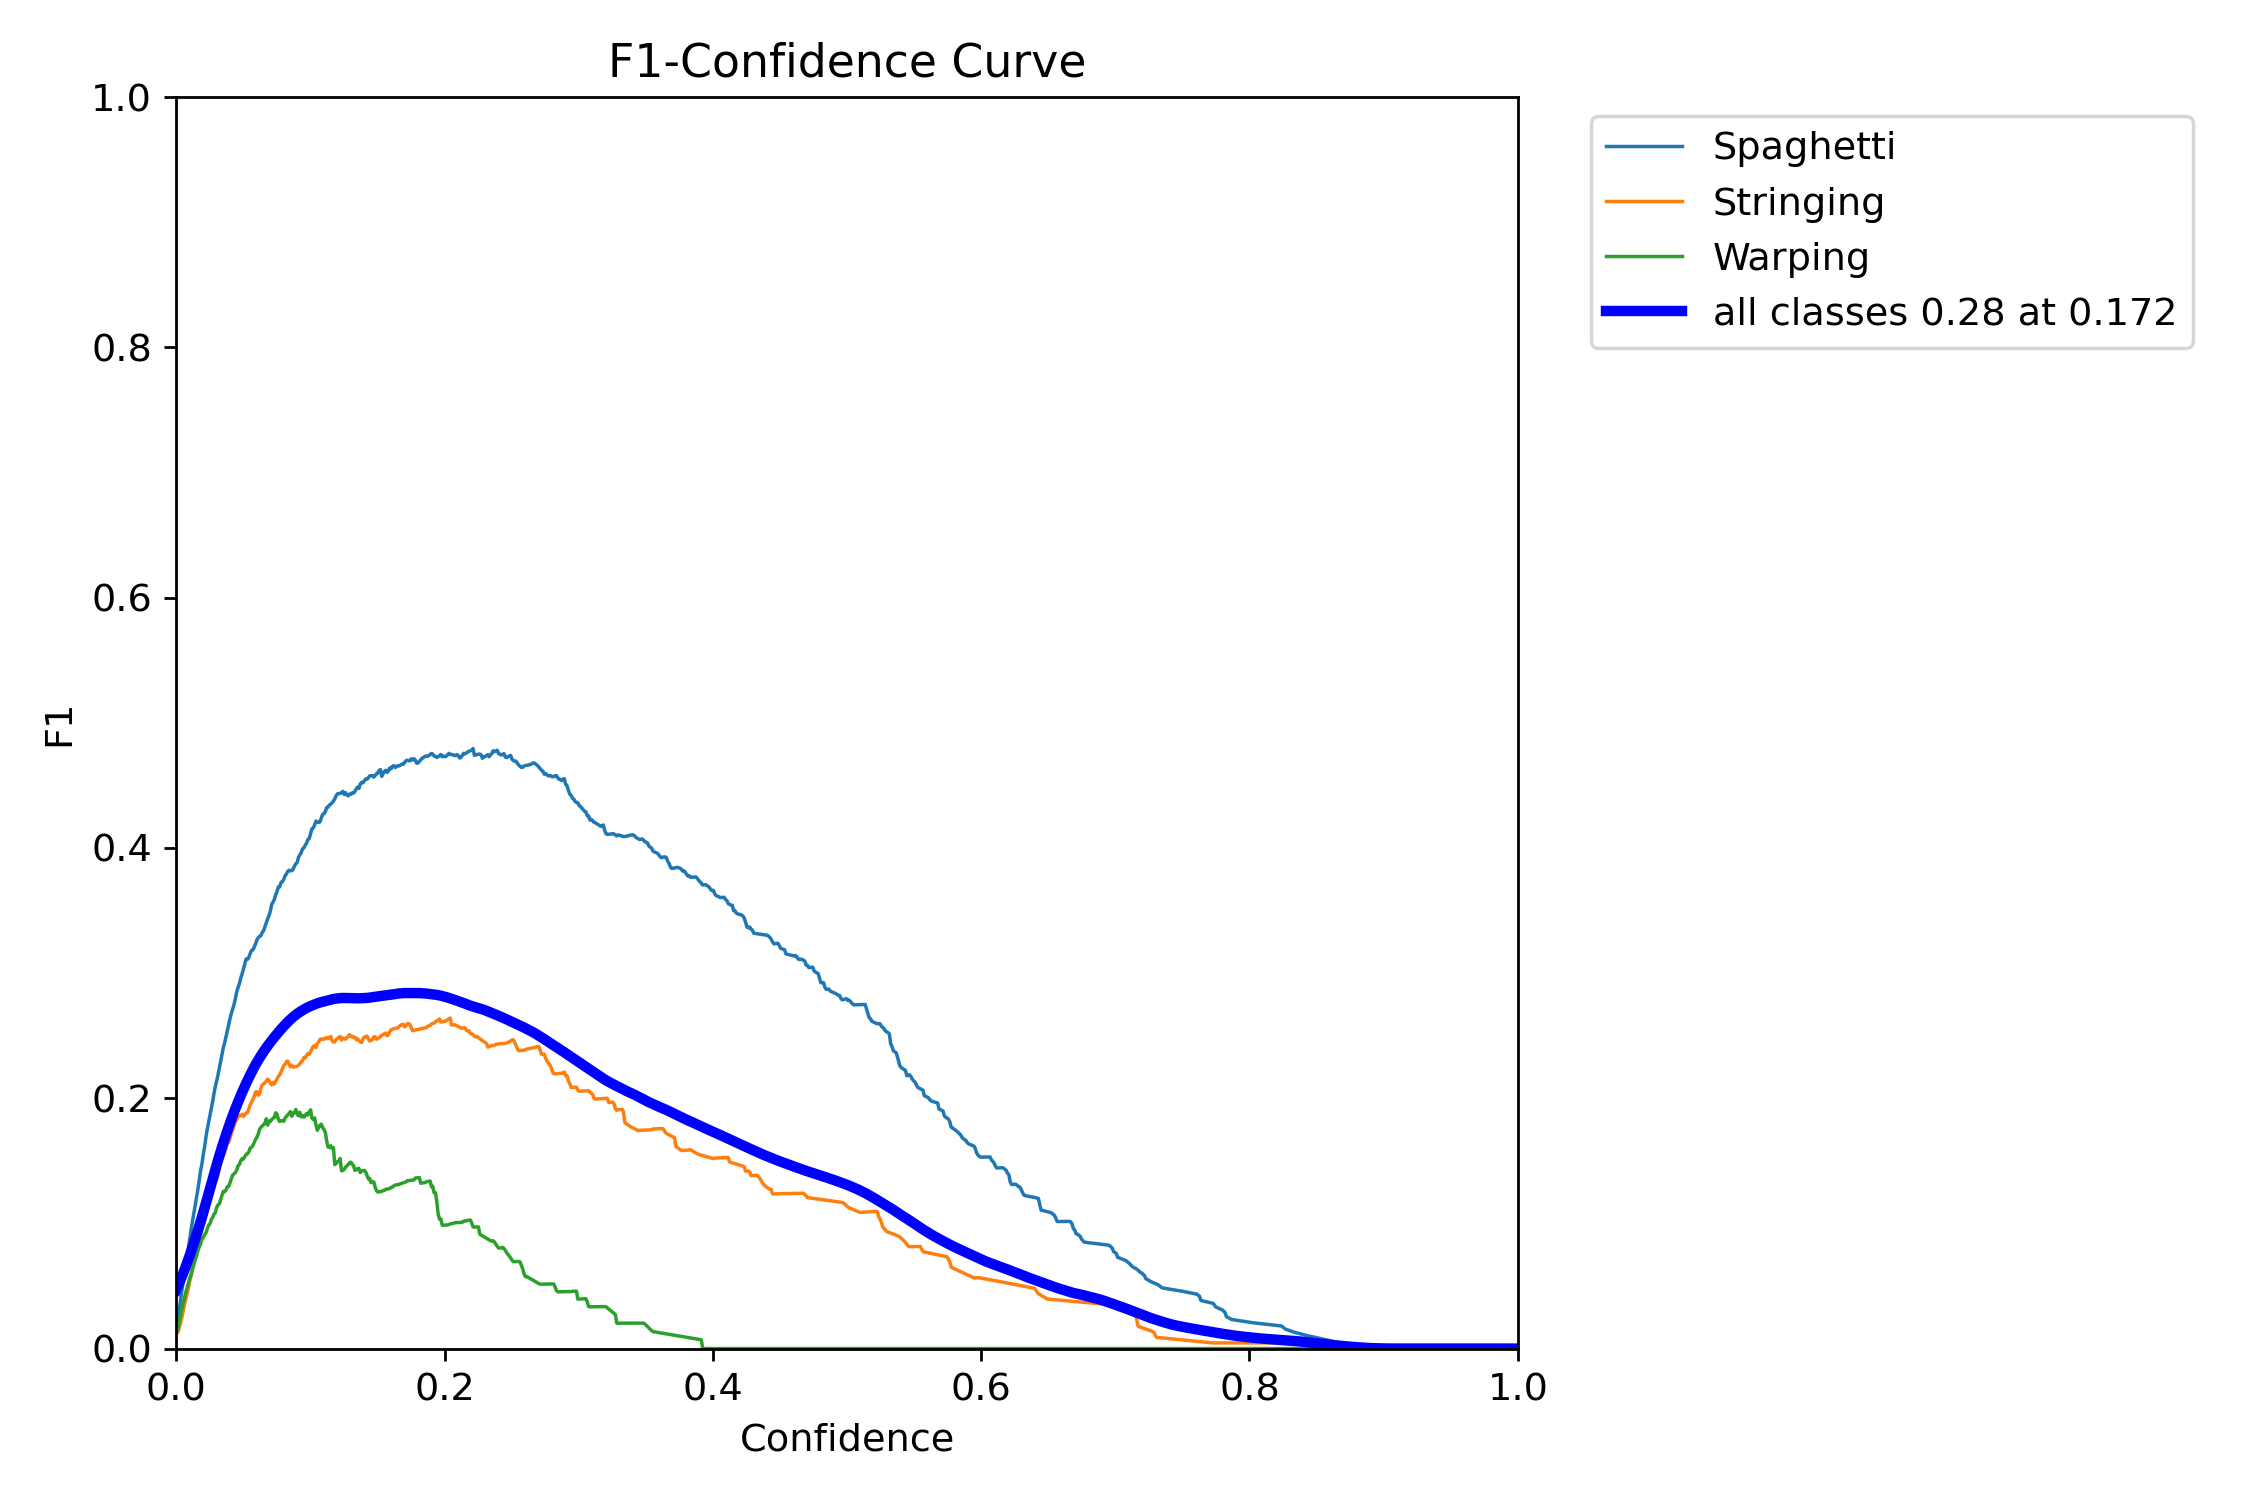 F1-Confidence Curve
1.0
0.8
0.6
0.4
0.2
0.0
F1
0.0 0.2 0.4 0.6 0.8 1.0
Confidence
Spaghetti
Stringing
Warping
all classes 0.28 at 0.172